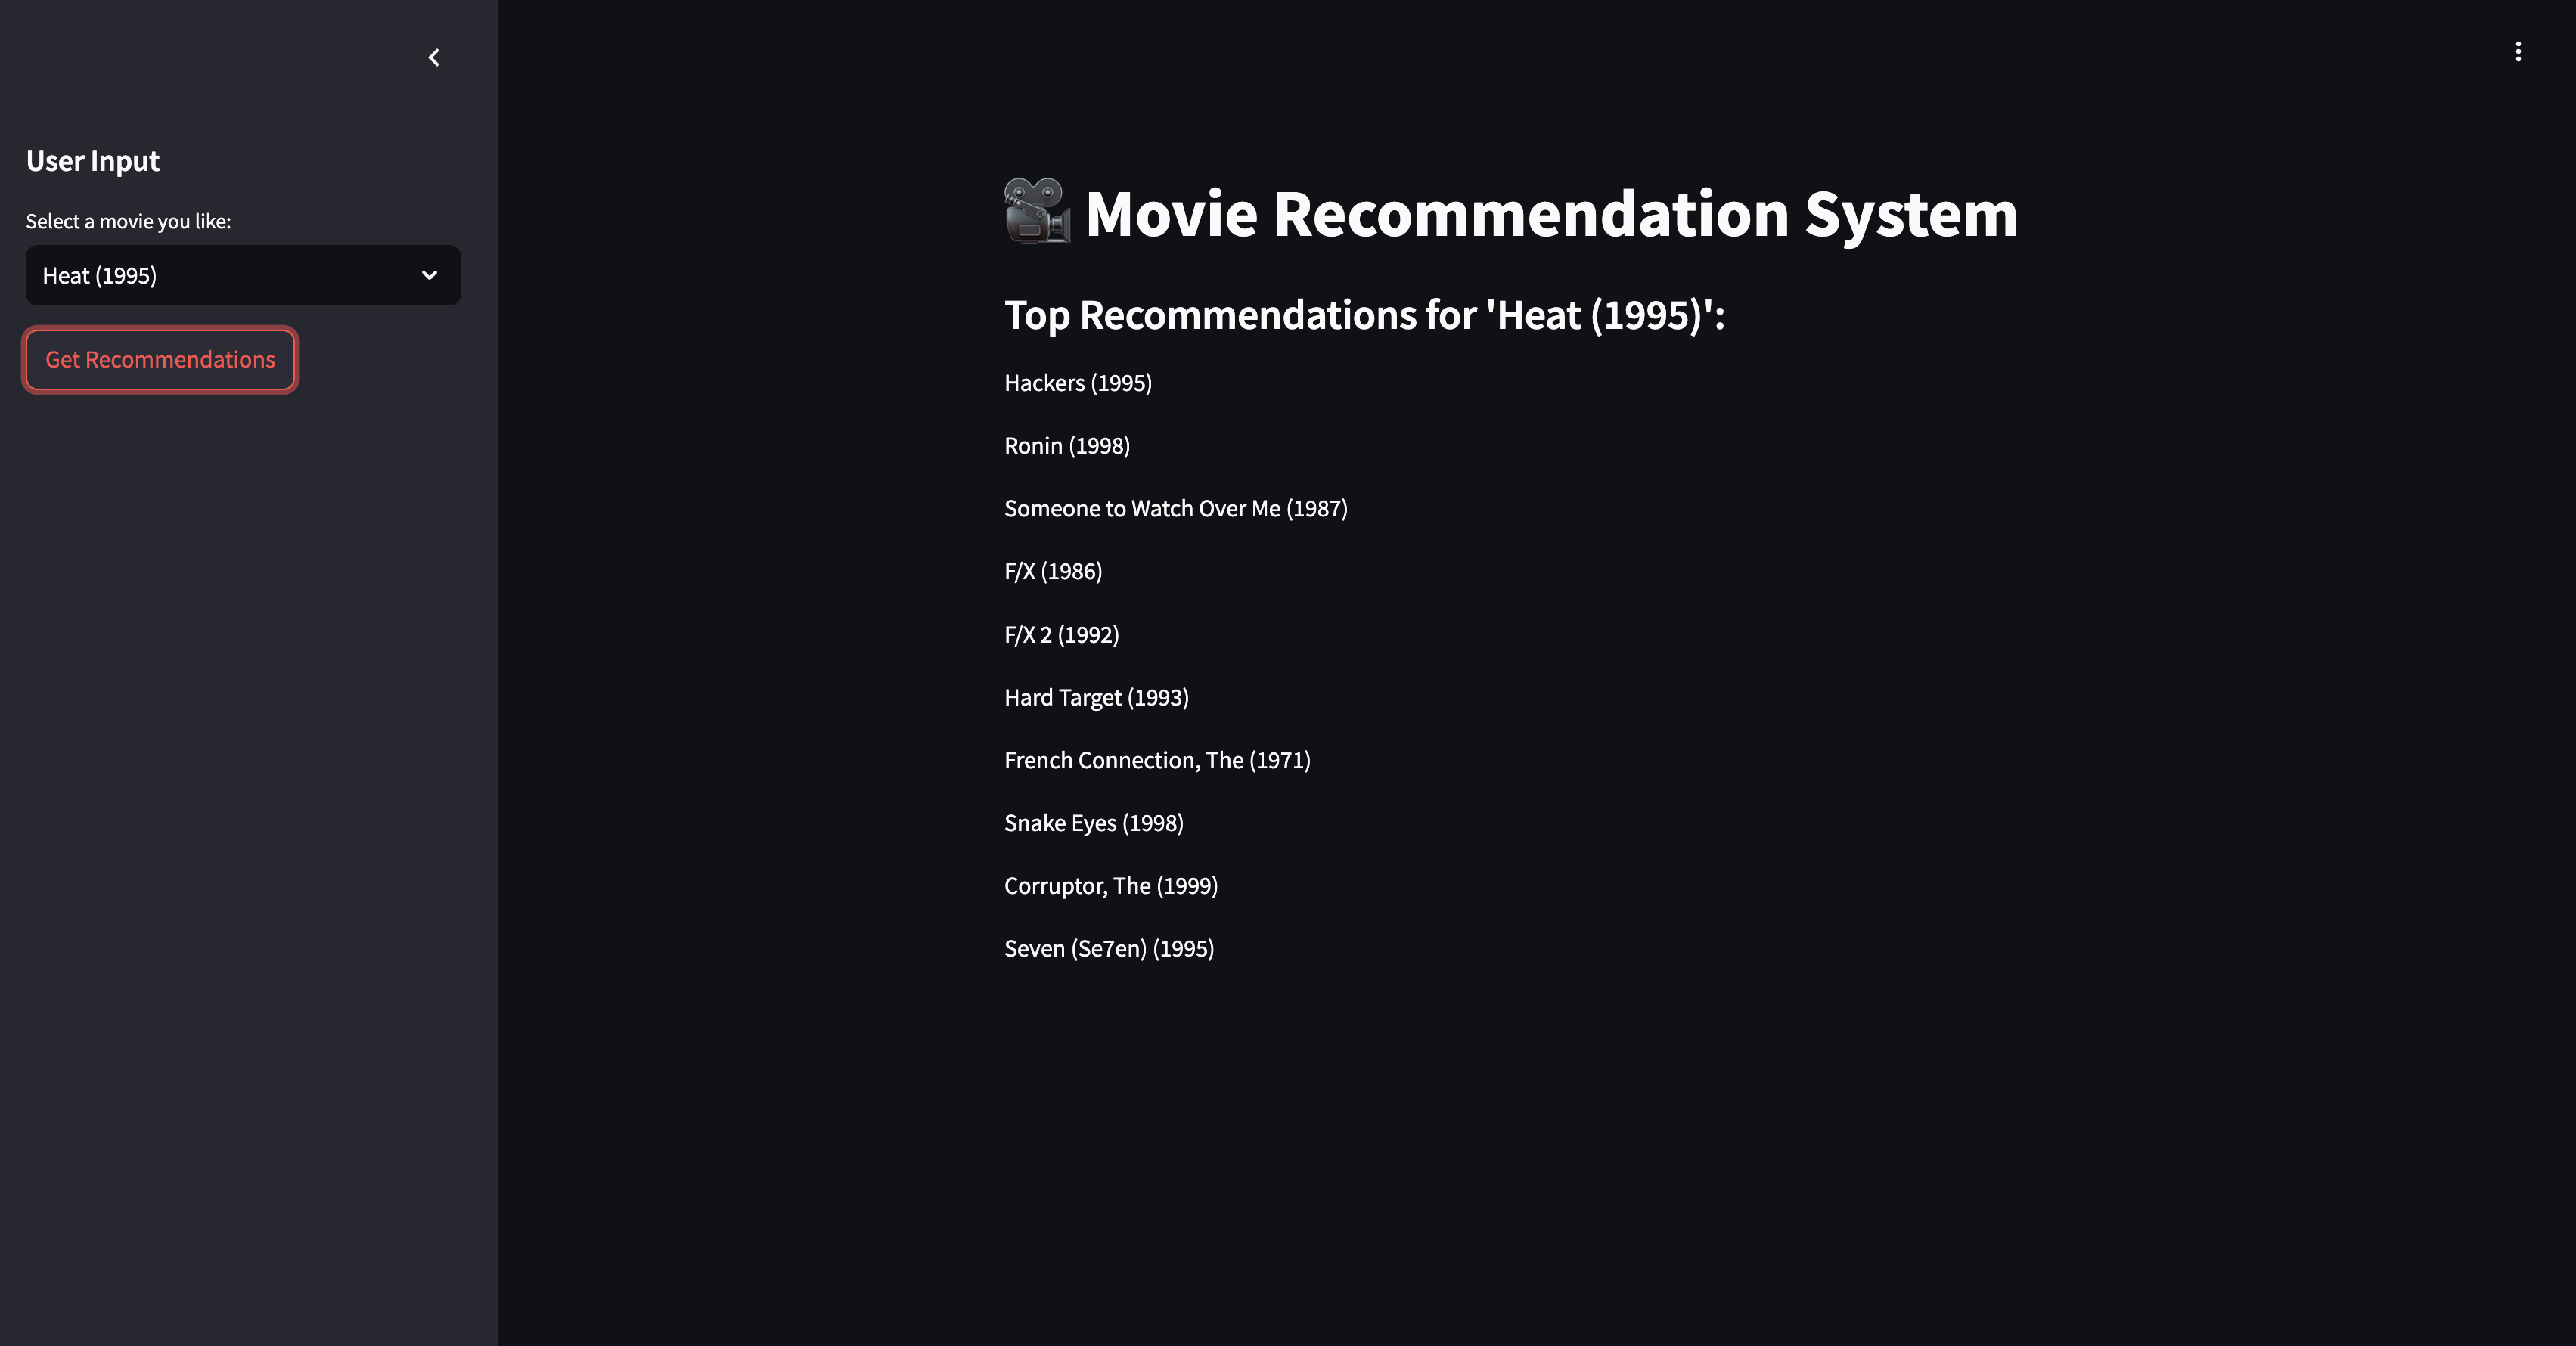 User Input
Select a movie you like:
Heat (1995)
Get Recommendations
Movie Recommendation System
Top Recommendations for 'Heat (1995)':
Hackers (1995)
Ronin (1998)
Someone to Watch Over Me (1987)
F/X (1986)
F/X 2 (1992)
Hard Target (1993)
French Connection, The (1971)
Snake Eyes (1998)
Corruptor, The (1999)
Seven (Se7en) (1995)